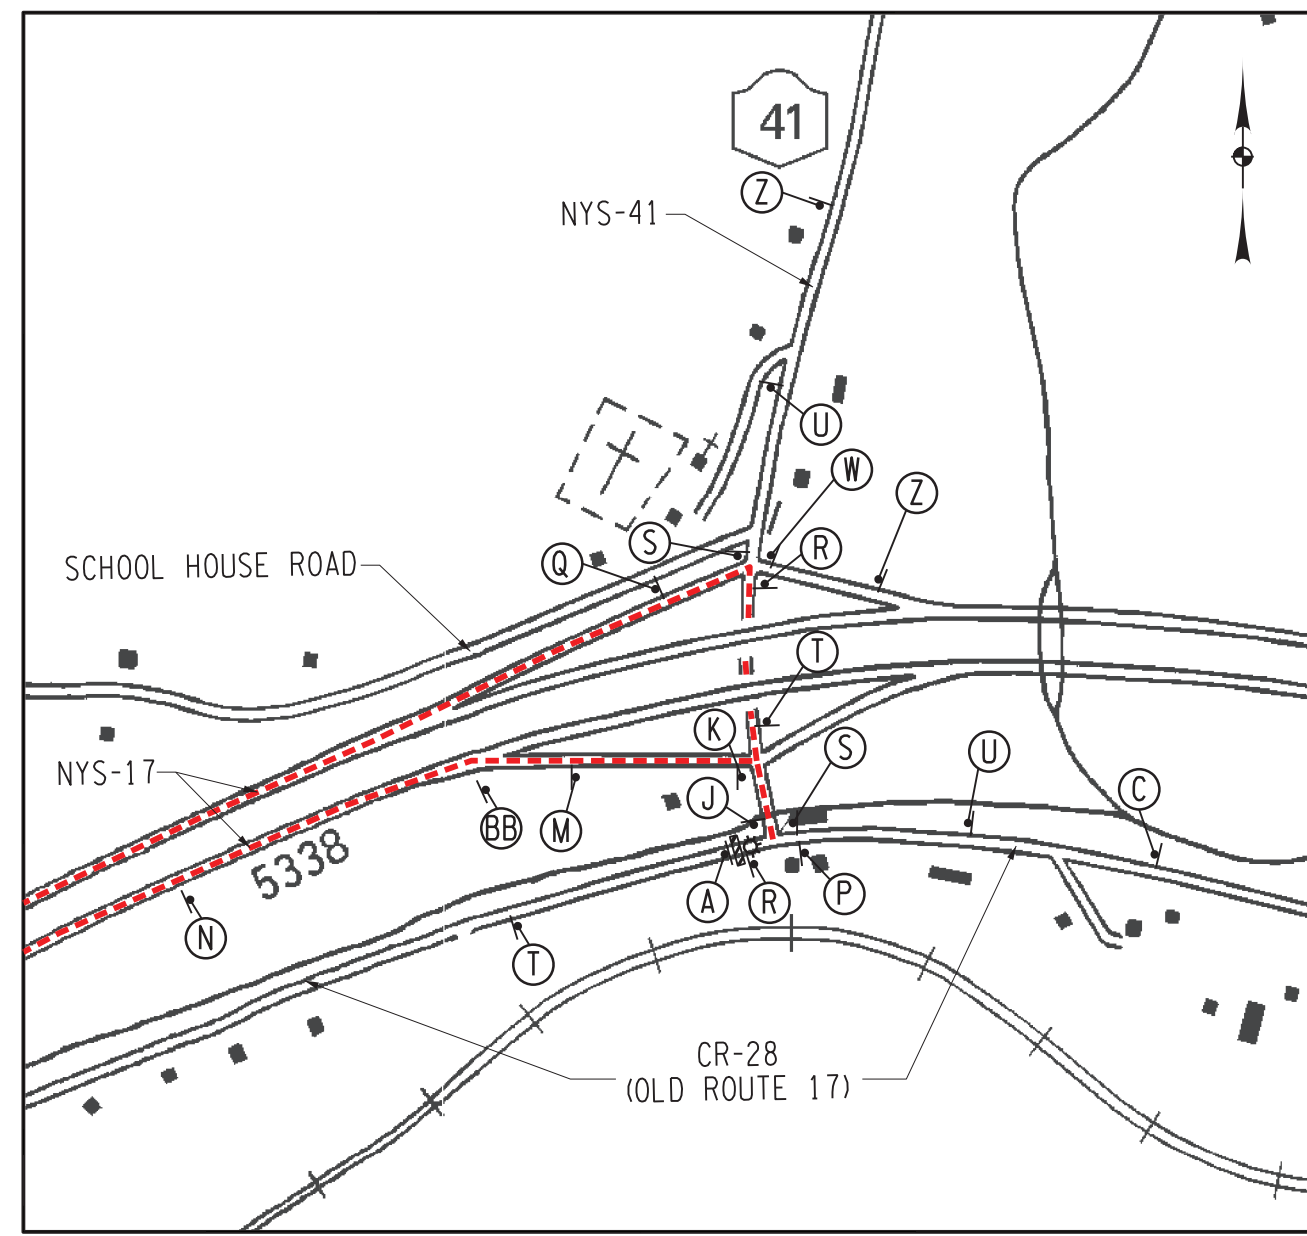 41
Z
NYS-41
U
W
Z
S
R
Q
SCHOOL HOUSE ROAD
T
NYS-17
K
S
U
J
C
BB
M
5338
A
R
P
N
T
CR-28
(OLD ROUTE 17)